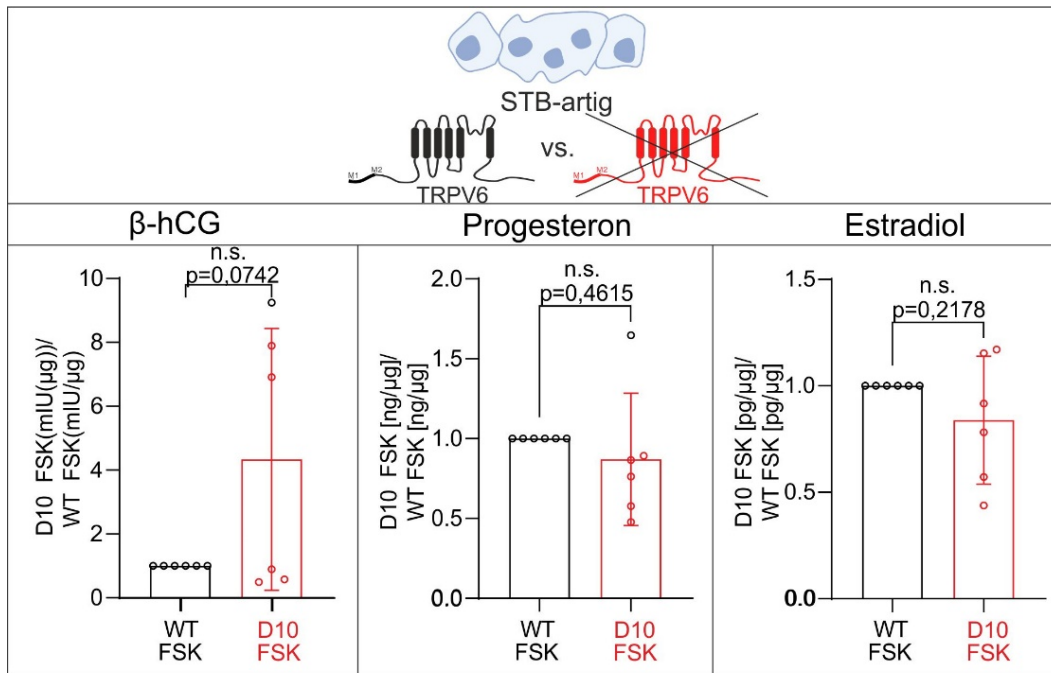 STB-artig
vs.
M1 M2
TRPV6
M1 M2
TRPV6
β-hCG
n.s.
p=0,0742
D10 FSK(mIU(µg))/
WT FSK(mIU/µg)
10
8
6
4
2
0
WT
FSK
D10
FSK
Progesteron
n.s.
p=0,4615
D10 FSK [ng/µg]/
WT FSK [ng/µg]
2.0
1.5
1.0
0.5
0.0
WT
FSK
D10
FSK
Estradiol
n.s.
p=0,2178
D10 FSK [pg/µg]/
WT FSK [pg/µg]
1.5
1.0
0.5
0.0
WT
FSK
D10
FSK